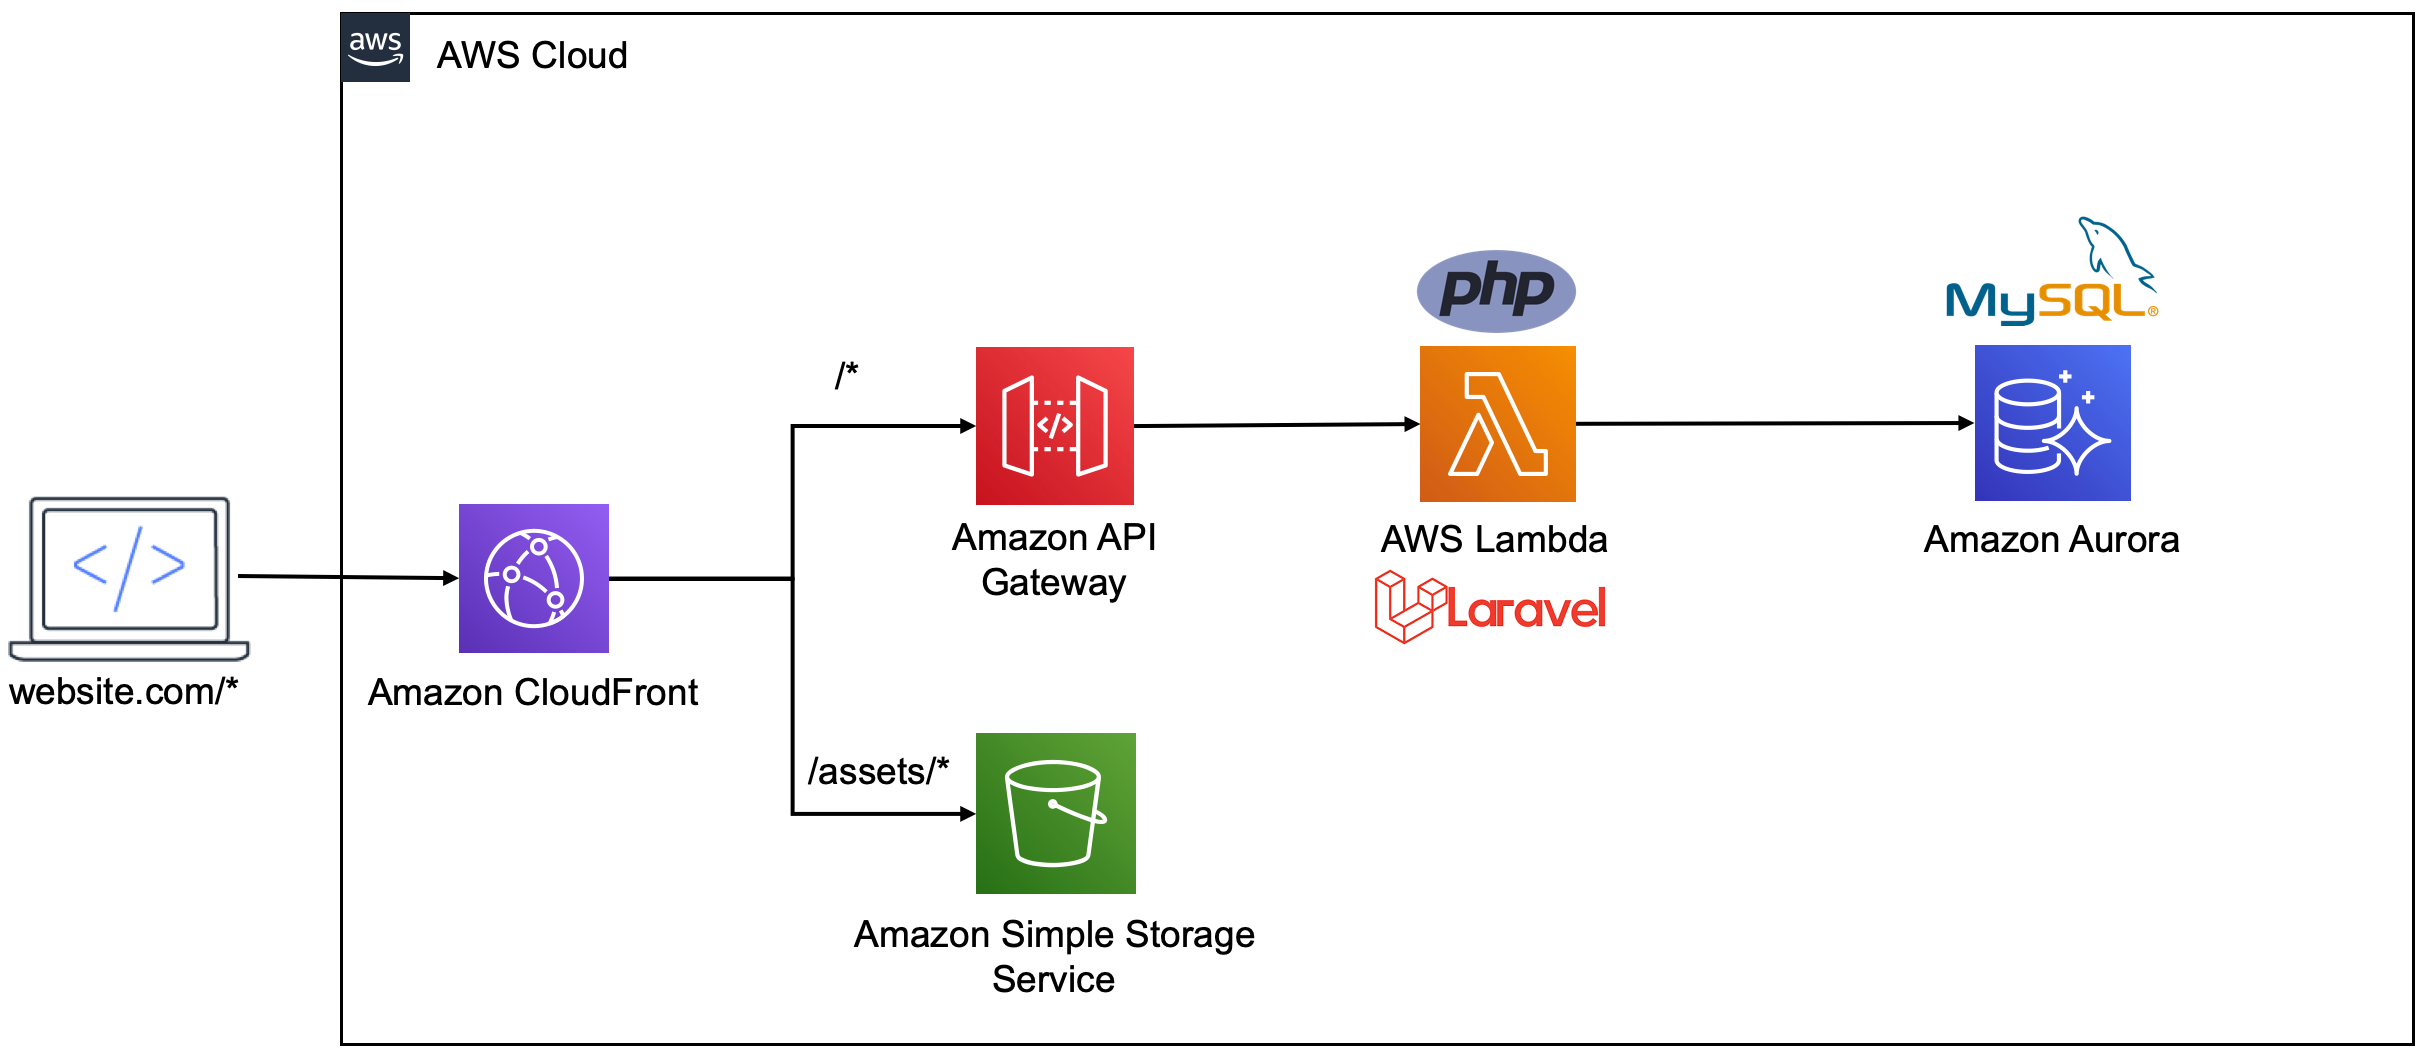 aws
AWS Cloud
php
MySQL®
/*
</>
Amazon API
Gateway
AWS Lambda
Laravel
Amazon Aurora
</>
website.com/*
Amazon CloudFront
/assets/*
Amazon Simple Storage
Service